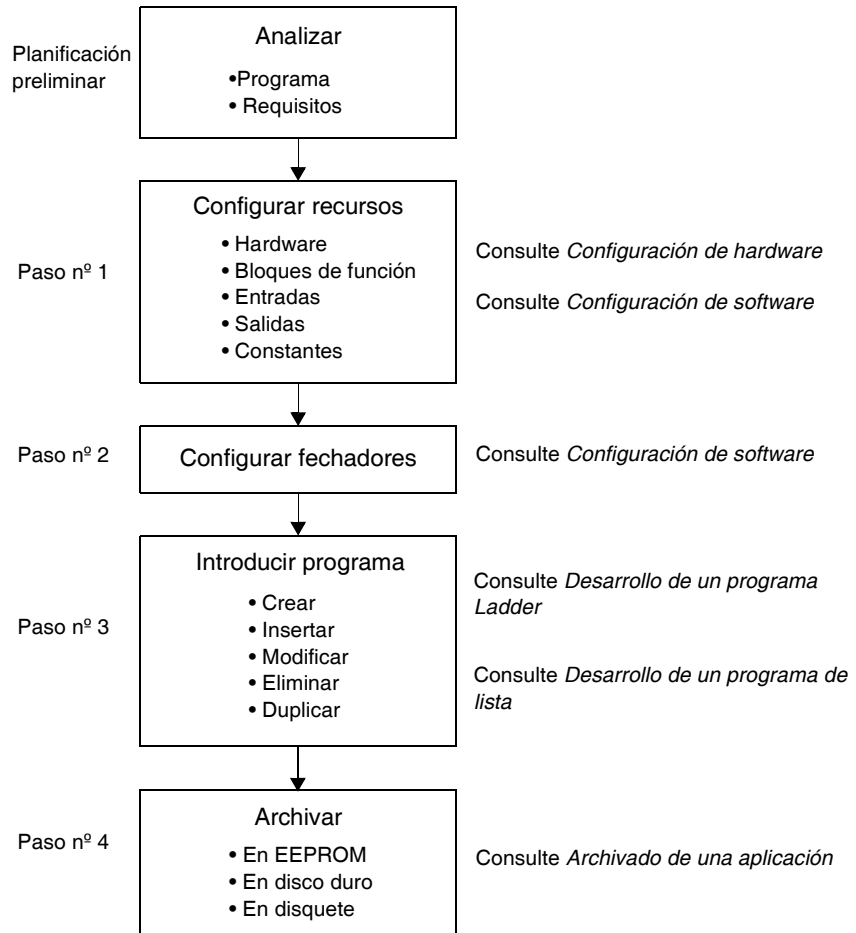 Planificación
preliminar
Analizar
•Programa
• Requisitos
Paso nº 1
Configurar recursos
• Hardware
• Bloques de función
• Entradas
• Salidas
• Constantes
Consulte Configuración de hardware
Consulte Configuración de software
Paso nº 2
Configurar fechadores
Consulte Configuración de software
Paso nº 3
Introducir programa
• Crear
• Insertar
• Modificar
• Eliminar
• Duplicar
Consulte Desarrollo de un programa
Ladder
Consulte Desarrollo de un programa de
lista
Paso nº 4
Archivar
• En EEPROM
• En disco duro
• En disquete
Consulte Archivado de una aplicación